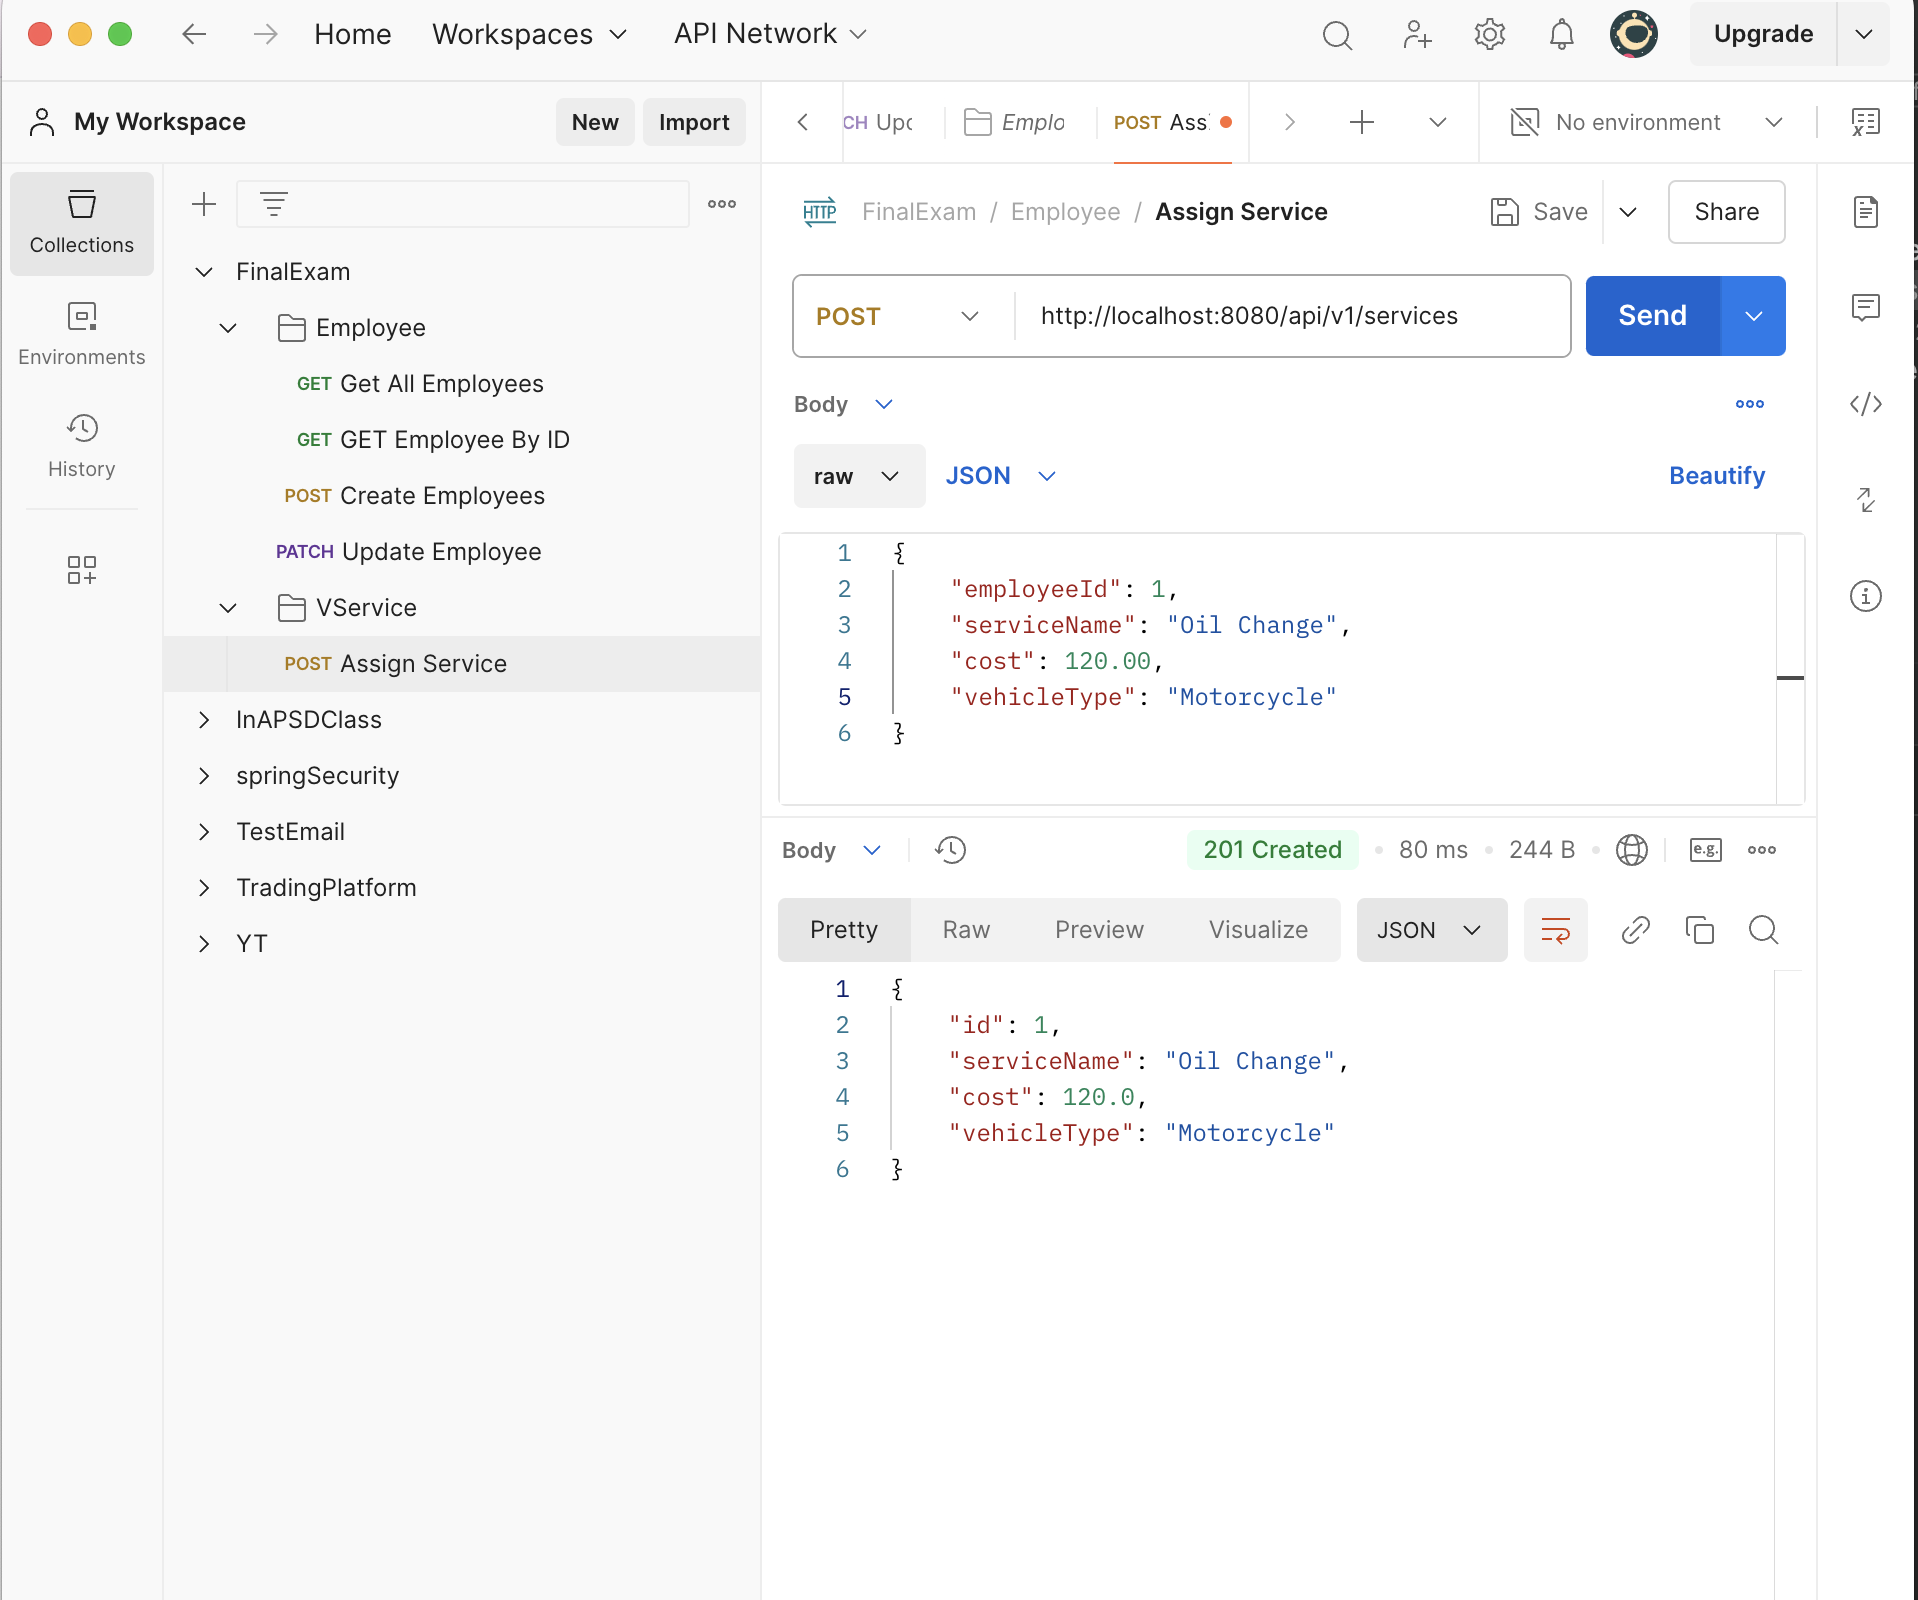 Home Workspaces API Network Upgrade
My Workspace New Import
CH Upd Emplo POST Ass No environment
Collections
Environments
History
FinalExam
Employee
GET Get All Employees
GET GET Employee By ID
POST Create Employees
PATCH Update Employee
VService
POST Assign Service
InAPSDClass
springSecurity
TestEmail
TradingPlatform
YT
HTTP FinalExam / Employee / Assign Service Save Share
POST http://localhost:8080/api/v1/services Send
Body
raw JSON Beautify
1 {
2 "employeeId": 1,
3 "serviceName": "Oil Change",
4 "cost": 120.00,
5 "vehicleType": "Motorcycle"
6 }
Body 201 Created 80 ms 244 B e.g.
Pretty Raw Preview Visualize JSON
1 {
2 "id": 1,
3 "serviceName": "Oil Change",
4 "cost": 120.0,
5 "vehicleType": "Motorcycle"
6 }